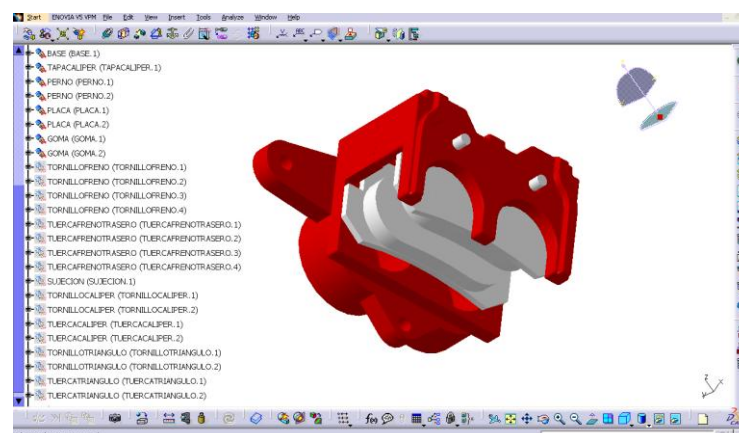 Start ENOVIA V5 VPM File Edit View Insert Tools Analyze Window Help
BASE (BASE.1)
TAPACALIPER (TAPACALIPER.1)
PERNO (PERNO.1)
PERNO (PERNO.2)
PLACA (PLACA.1)
PLACA (PLACA.2)
GOMA (GOMA.1)
GOMA (GOMA.2)
TORNILLOFRENO (TORNILLOFRENO.1)
TORNILLOFRENO (TORNILLOFRENO.2)
TORNILLOFRENO (TORNILLOFRENO.3)
TORNILLOFRENO (TORNILLOFRENO.4)
TUERCAFRENOTRASERO (TUERCAFRENOTRASERO.1)
TUERCAFRENOTRASERO (TUERCAFRENOTRASERO.2)
TUERCAFRENOTRASERO (TUERCAFRENOTRASERO.3)
TUERCAFRENOTRASERO (TUERCAFRENOTRASERO.4)
SUJECION (SUJECION.1)
TORNILLOCALIPER (TORNILLOCALIPER.1)
TORNILLOCALIPER (TORNILLOCALIPER.2)
TUERCACALIPER (TUERCACALIPER.1)
TUERCACALIPER (TUERCACALIPER.2)
TORNILLOTRIANGULO (TORNILLOTRIANGULO.1)
TORNILLOTRIANGULO (TORNILLOTRIANGULO.2)
TUERCATRIANGULO (TUERCATRIANGULO.1)
TUERCATRIANGULO (TUERCATRIANGULO.2)
z
x
y
f(x)